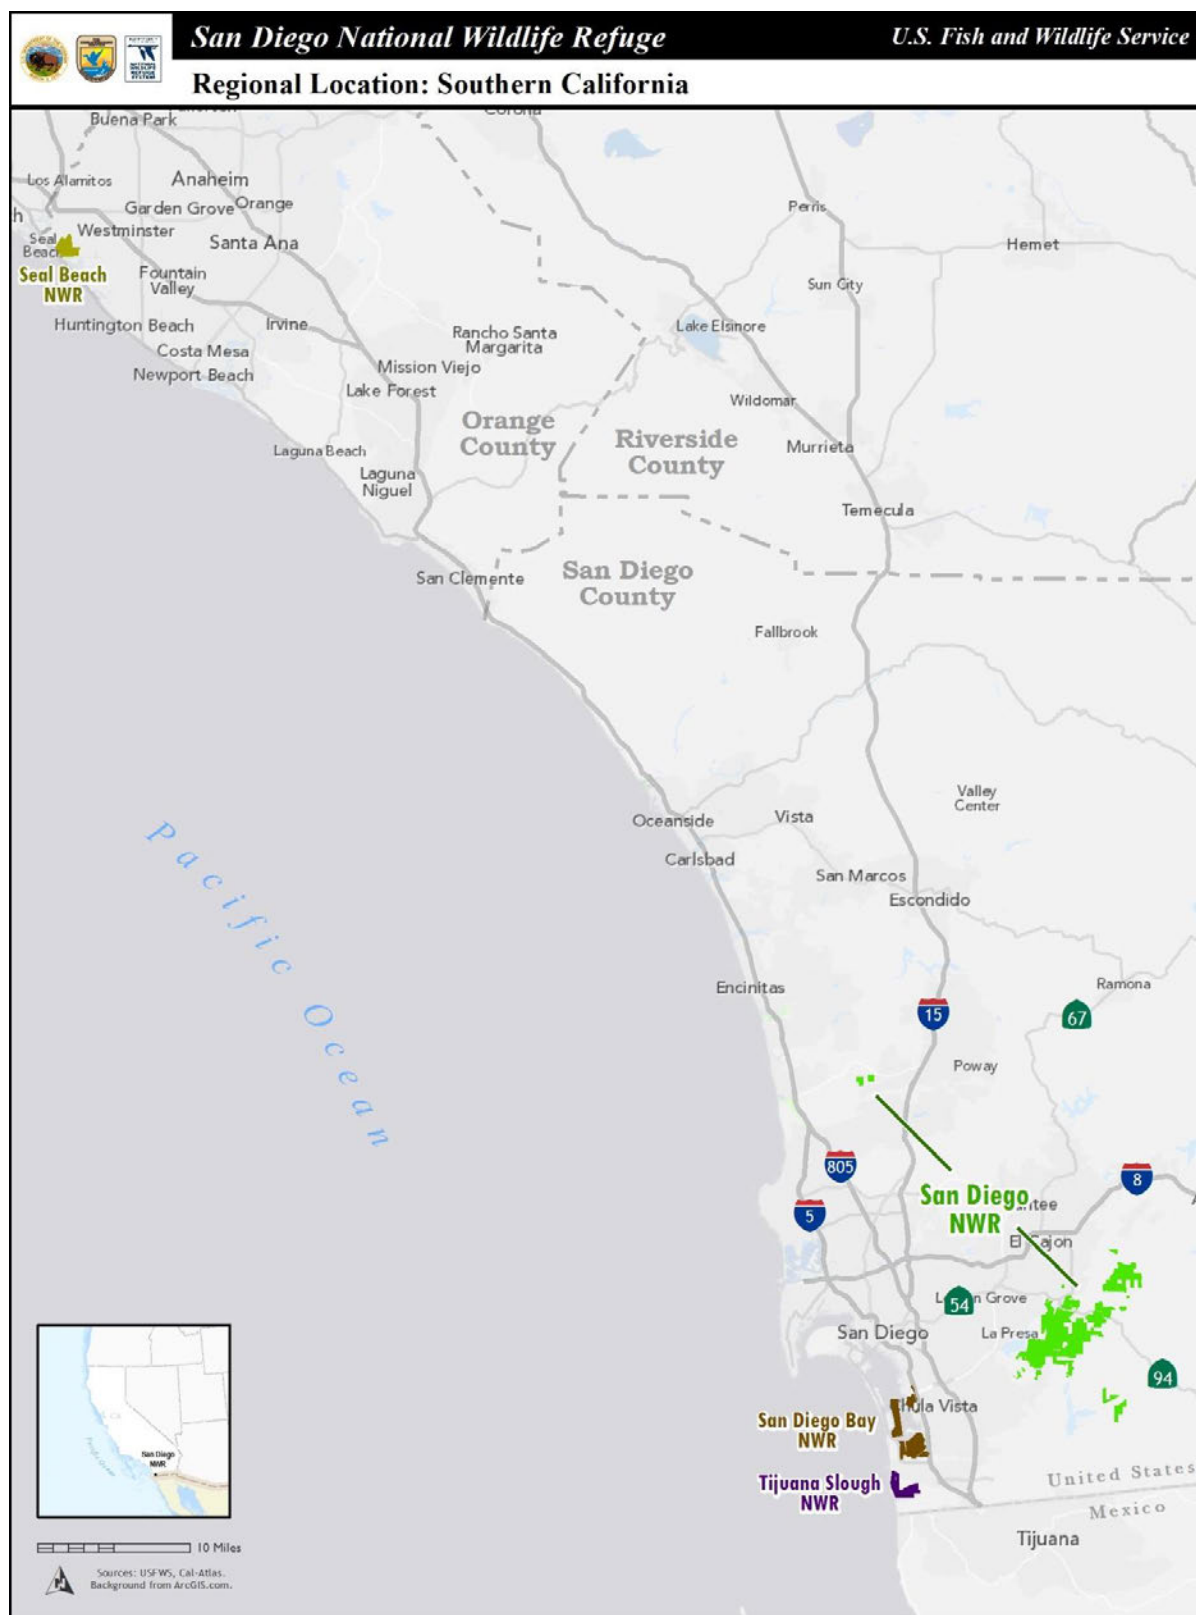 San Diego National Wildlife Refuge
U.S. Fish and Wildlife Service
Regional Location: Southern California
Buena Park
Corona
Los Alamitos
Anaheim
Garden Grove
Orange
Perris
h
Seal
Beach
Westminster
Santa Ana
Hemet
Seal Beach
NWR
Fountain
Valley
Sun City
Huntington Beach
Irvine
Rancho Santa
Margarita
Lake Elsinore
Costa Mesa
Newport Beach
Mission Viejo
Lake Forest
Wildomar
Orange
County
Riverside
County
Murrieta
Laguna Beach
Laguna
Niguel
Temecula
San Clemente
San Diego
County
Fallbrook
Valley
Center
Oceanside
Vista
Carlsbad
San Marcos
Escondido
Pacific Ocean
Encinitas
Ramona
15
67
Poway
805
8
San Diego
NWR
ntee
5
El Cajon
54
n Grove
San Diego
La Presa
94
San Diego Bay
NWR
Chula Vista
Tijuana Slough
NWR
United States
Mexico
Tijuana
San Diego
NWR
10 Miles
Sources: USFWS, Cal-Atlas.
Background from ArcGIS.com.